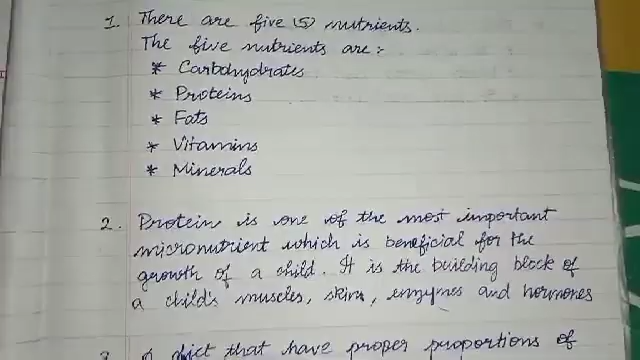 1. There are five (5) nutrients.
The five nutrients are :
* Carbohydrates
* Proteins
* Fats
* Vitamins
* Minerals
2. Protein is one of the most important
micronutrient which is beneficial for the
growth of a child. It is the building block of
a child's muscles, skin, enzymes and hormones
3. A diet that have proper proportions of